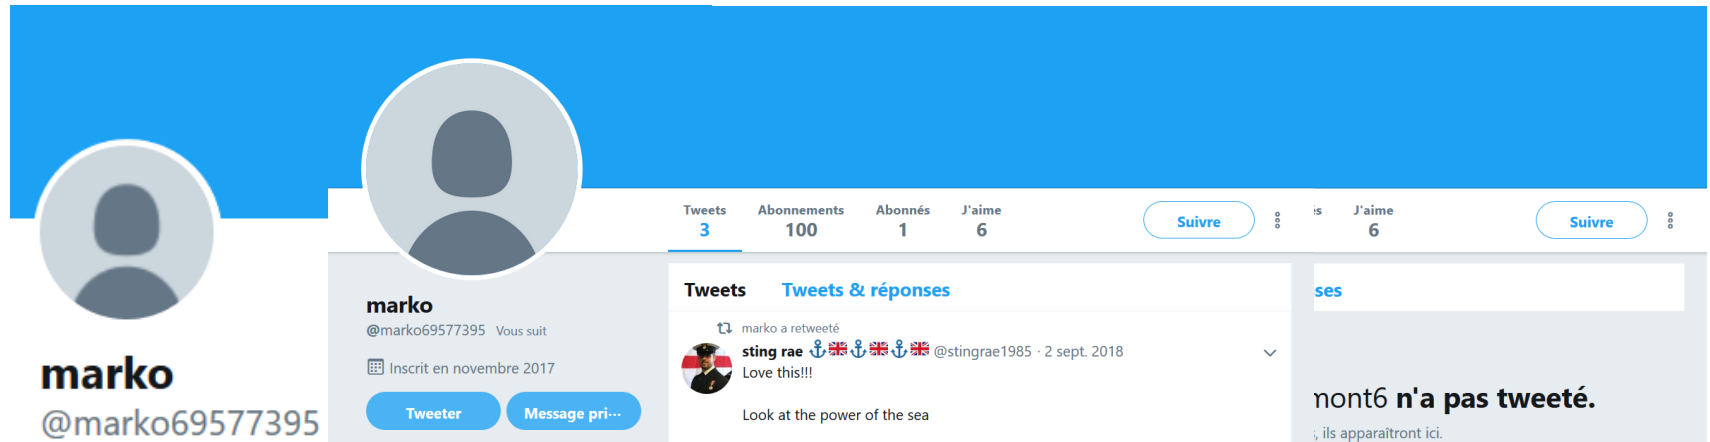 marko
@marko69577395
Tweets Abonnements Abonnés J'aime
3 100 1 6
Suivre
marko
@marko69577395 Vous suit
Inscrit en novembre 2017
Tweeter Message pri···
Tweets Tweets & réponses
marko a retweeté
sting rae ⚓🇬🇧⚓🇬🇧⚓🇬🇧 @stingrae1985 · 2 sept. 2018
Love this!!!
Look at the power of the sea
és J'aime
6
Suivre
ses
mont6 n'a pas tweeté.
, ils apparaîtront ici.